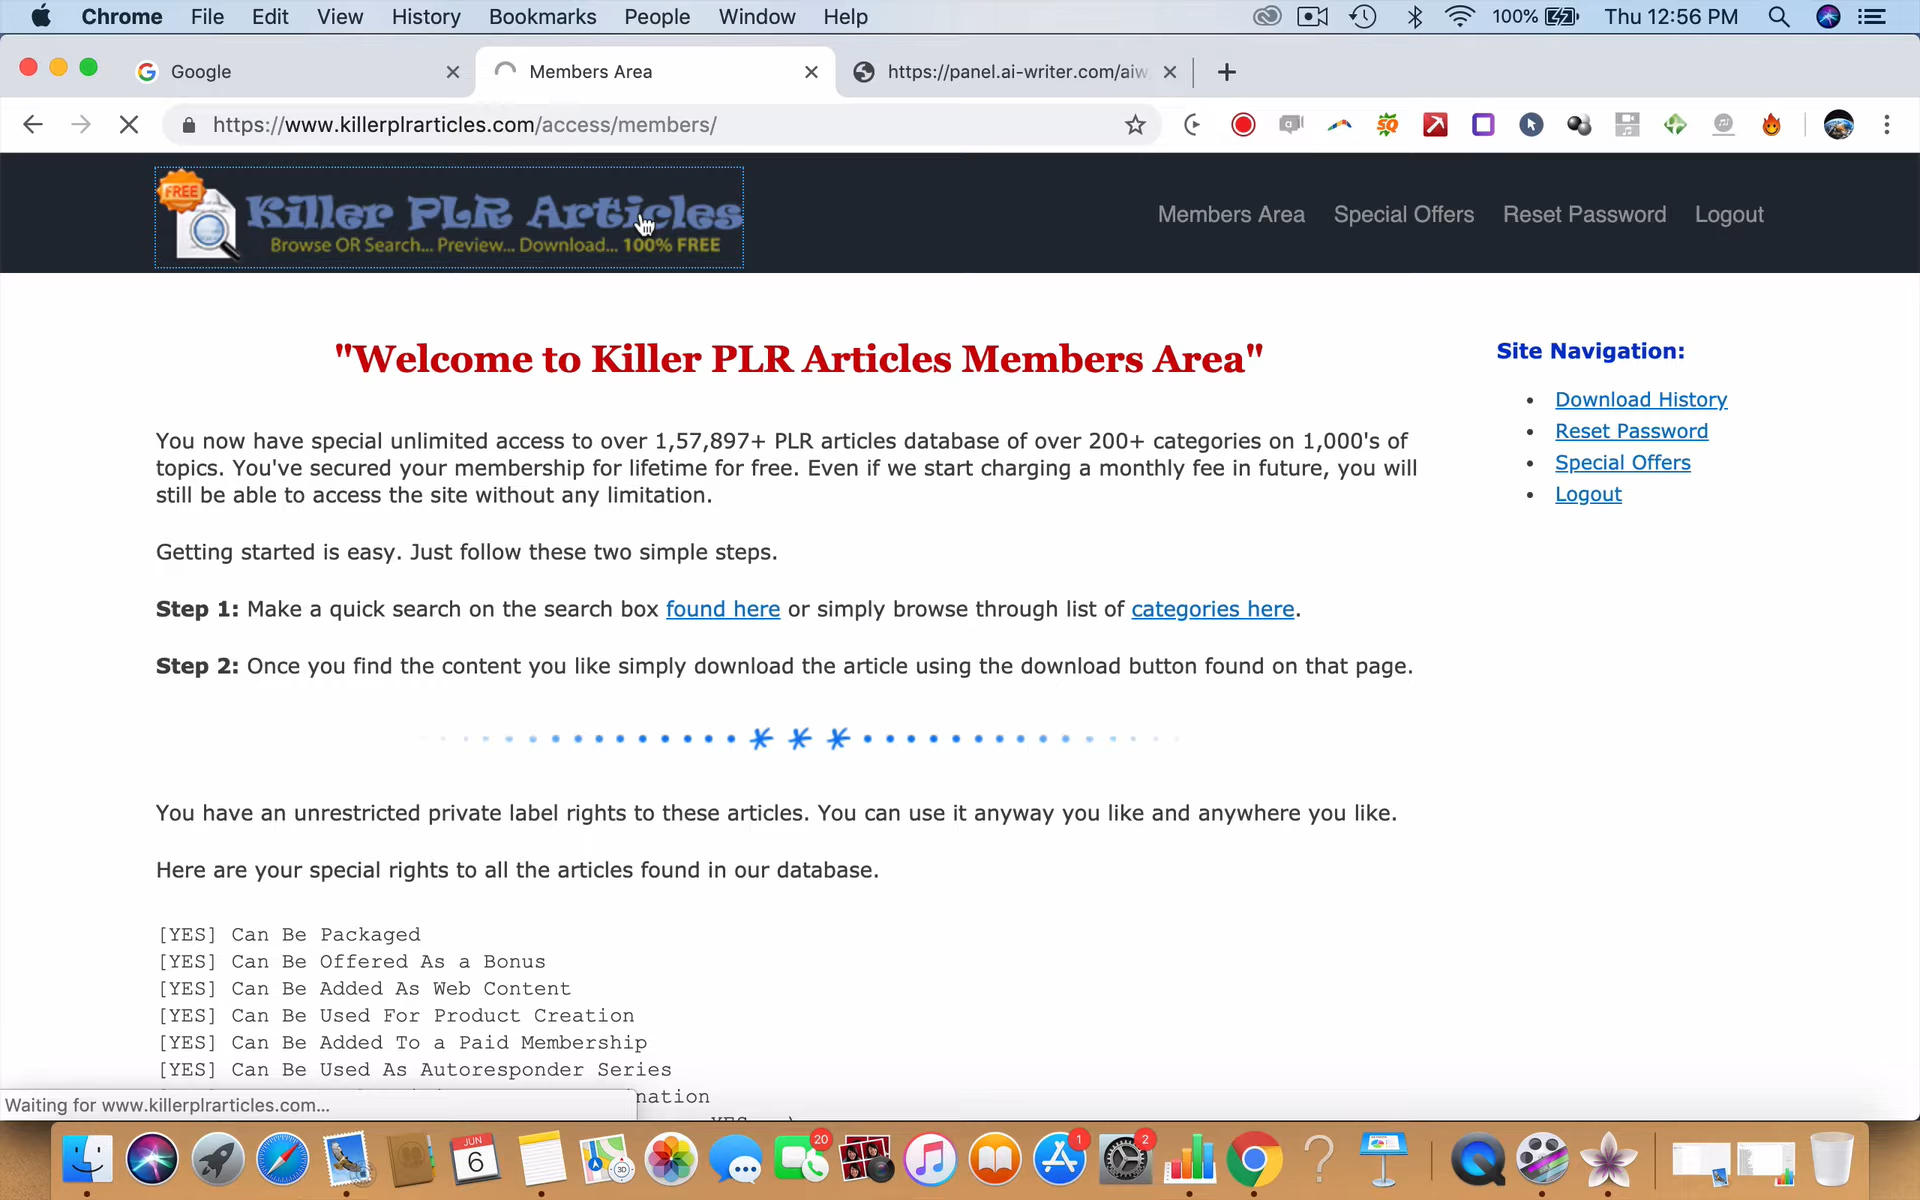 Chrome File Edit View History Bookmarks People Window Help 100% Thu 12:56 PM
Google Members Area https://panel.ai-writer.com/aiw
https://www.killerplrarticles.com/access/members/
FREE
Killer PLR Articles
Browse OR Search... Preview... Download... 100% FREE
Members Area Special Offers Reset Password Logout
"Welcome to Killer PLR Articles Members Area"
Site Navigation:
• Download History
• Reset Password
• Special Offers
• Logout
You now have special unlimited access to over 1,57,897+ PLR articles database of over 200+ categories on 1,000's of
topics. You've secured your membership for lifetime for free. Even if we start charging a monthly fee in future, you will
still be able to access the site without any limitation.
Getting started is easy. Just follow these two simple steps.
Step 1: Make a quick search on the search box found here or simply browse through list of categories here.
Step 2: Once you find the content you like simply download the article using the download button found on that page.
You have an unrestricted private label rights to these articles. You can use it anyway you like and anywhere you like.
Here are your special rights to all the articles found in our database.
[YES] Can Be Packaged
[YES] Can Be Offered As a Bonus
[YES] Can Be Added As Web Content
[YES] Can Be Used For Product Creation
[YES] Can Be Added To a Paid Membership
[YES] Can Be Used As Autoresponder Series
nation
Waiting for www.killerplrarticles.com...
JUN
6
3D
20
1
2